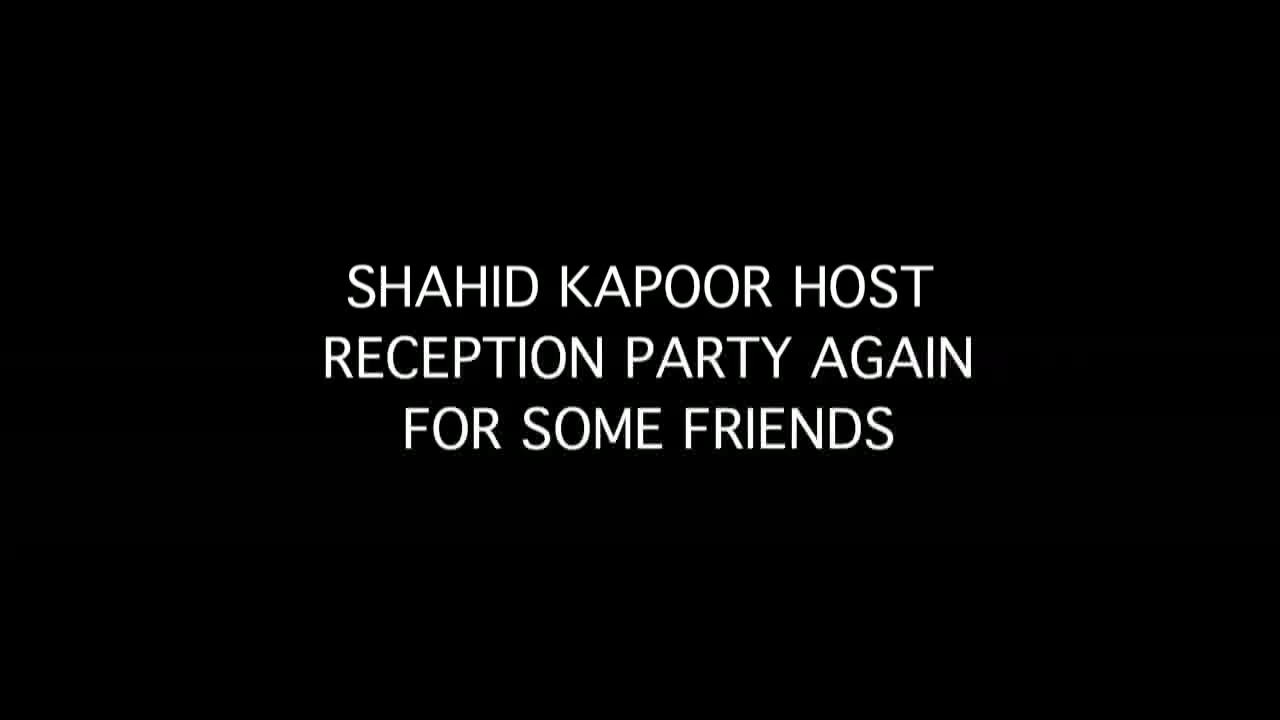 SHAHID KAPOOR HOST
RECEPTION PARTY AGAIN
FOR SOME FRIENDS